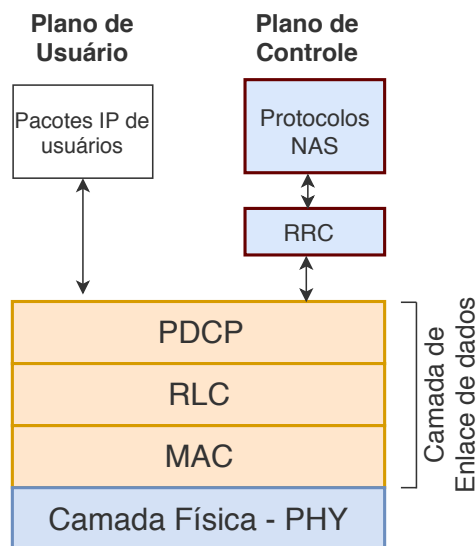 Plano de
Usuário
Plano de
Controle
Pacotes IP de
usuários
Protocolos
NAS
RRC
PDCP
RLC
MAC
Camada Física - PHY
Camada de
Enlace de dados